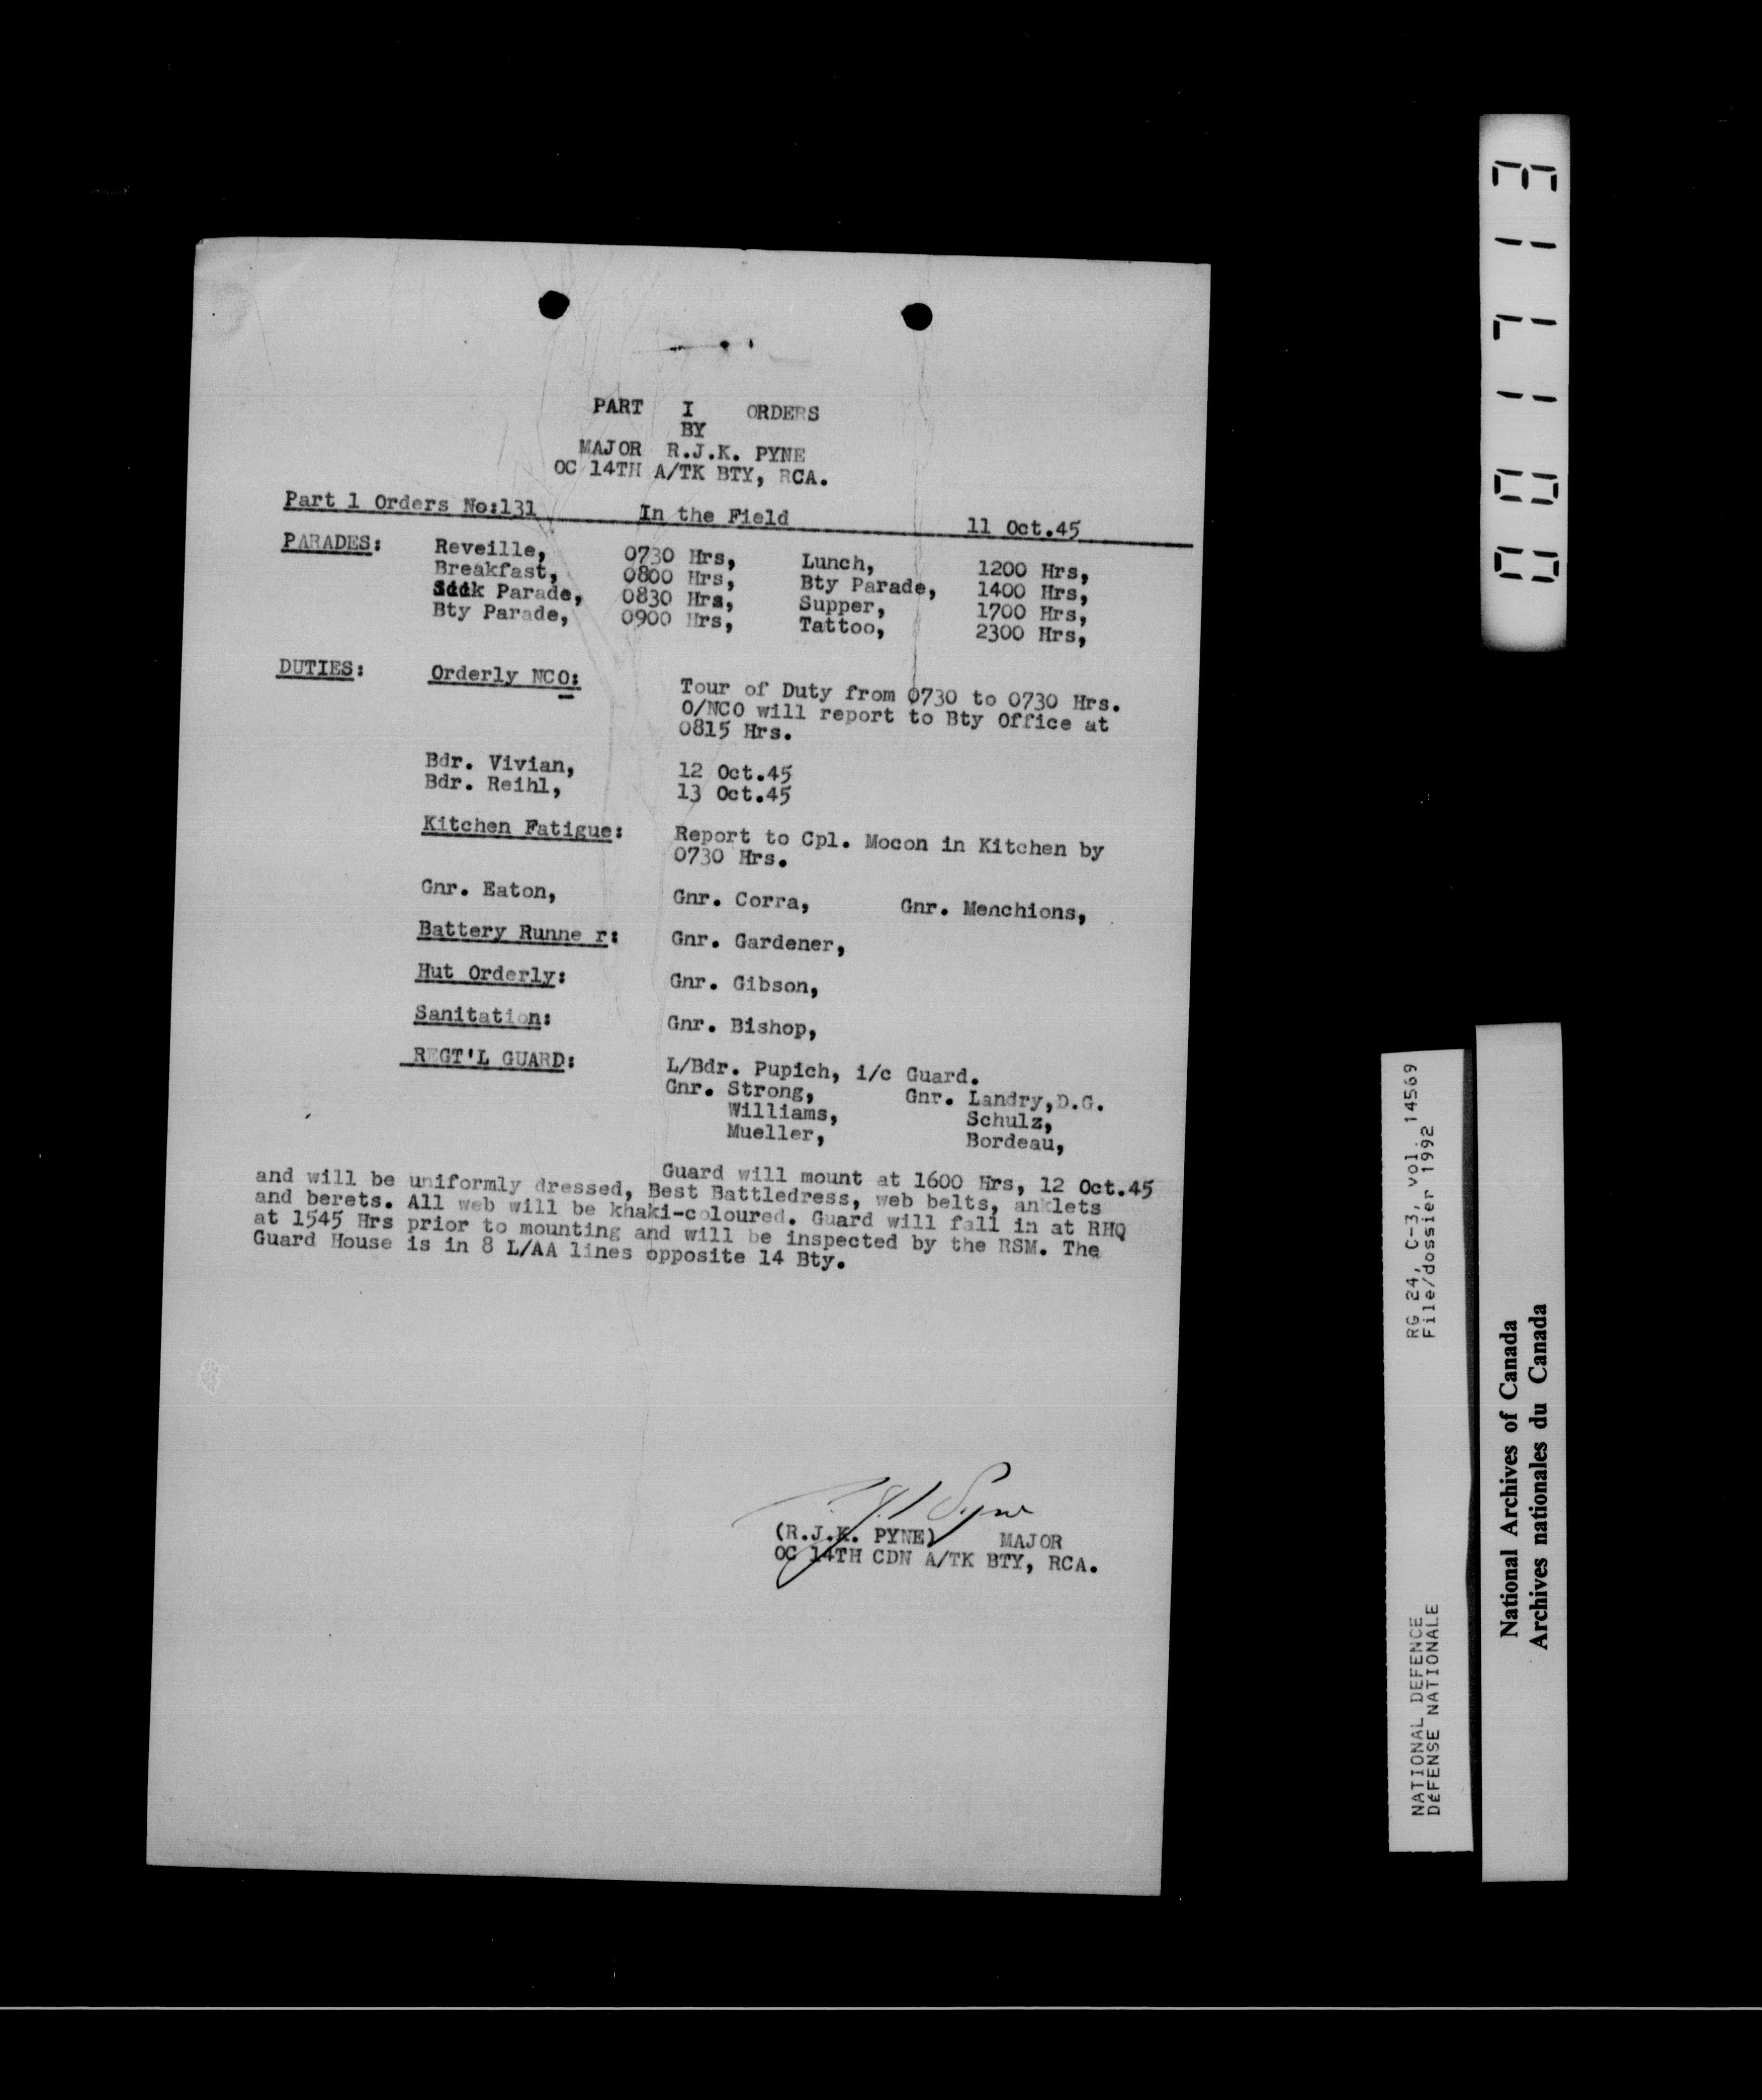 PART I ORDERS
BY
MAJOR R.J.K. PYNE
OC 14TH A/TK BTY, RCA.
Part 1 Orders No:131 In the Field 11 Oct.45
PARADES: Reveille, 0730 Hrs, Lunch, 1200 Hrs,
Breakfast, 0800 Hrs, Bty Parade, 1400 Hrs,
Sick Parade, 0830 Hrs, Supper, 1700 Hrs,
Bty Parade, 0900 Hrs, Tattoo, 2300 Hrs,
DUTIES: Orderly NCO: Tour of Duty from 0730 to 0730 Hrs.
O/NCO will report to Bty Office at
0815 Hrs.
Bdr. Vivian, 12 Oct.45
Bdr. Reihl, 13 Oct.45
Kitchen Fatigue: Report to Cpl. Mocon in Kitchen by
0730 Hrs.
Gnr. Eaton, Gnr. Corra, Gnr. Menchions,
Battery Runne r: Gnr. Gardener,
Hut Orderly: Gnr. Gibson,
Sanitation: Gnr. Bishop,
REGT'L GUARD: L/Bdr. Pupich, i/c Guard.
Gnr. Strong, Gnr. Landry,D.G.
Williams, Schulz,
Mueller, Bordeau,
Guard will mount at 1600 Hrs, 12 Oct.45
and will be uniformly dressed, Best Battledress, web belts, anklets
and berets. All web will be khaki-coloured. Guard will fall in at RHQ
at 1545 Hrs prior to mounting and will be inspected by the RSM. The
Guard House is in 8 L/AA lines opposite 14 Bty.
(R.J.K. PYNE) MAJOR
OC 14TH CDN A/TK BTY, RCA.
001713
RG 24, C-3, vol. 14569
File/dossier 1992
NATIONAL DEFENCE
DÉFENSE NATIONALE
National Archives of Canada
Archives nationales du Canada